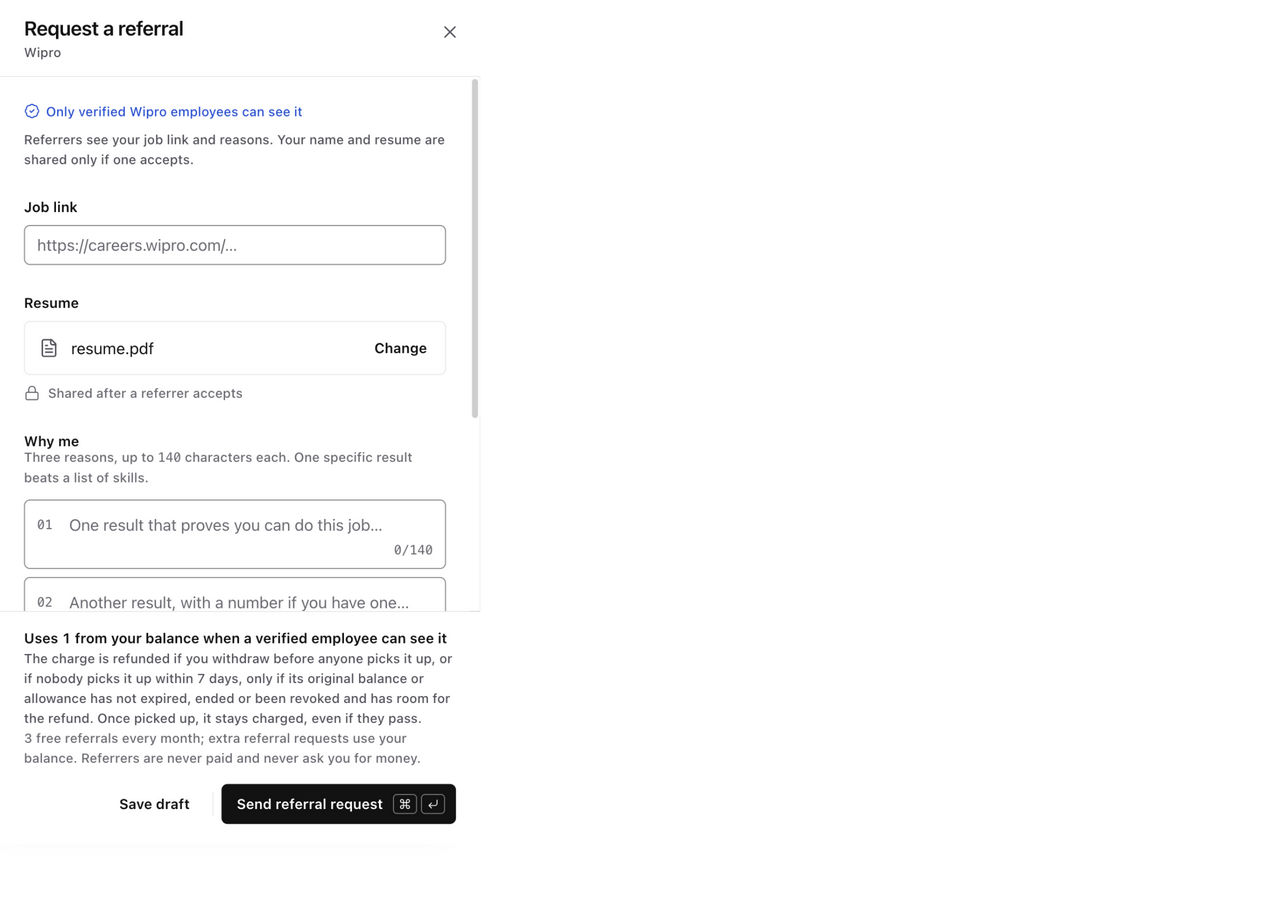 Request a referral
Wipro
Only verified Wipro employees can see it
Referrers see your job link and reasons. Your name and resume are
shared only if one accepts.
Job link
https://careers.wipro.com/...
Resume
resume.pdf
Change
Shared after a referrer accepts
Why me
Three reasons, up to 140 characters each. One specific result
beats a list of skills.
01 One result that proves you can do this job...
0/140
02 Another result, with a number if you have one...
Uses 1 from your balance when a verified employee can see it
The charge is refunded if you withdraw before anyone picks it up, or
if nobody picks it up within 7 days, only if its original balance or
allowance has not expired, ended or been revoked and has room for
the refund. Once picked up, it stays charged, even if they pass.
3 free referrals every month; extra referral requests use your
balance. Referrers are never paid and never ask you for money.
Save draft
Send referral request ⌘ ↵